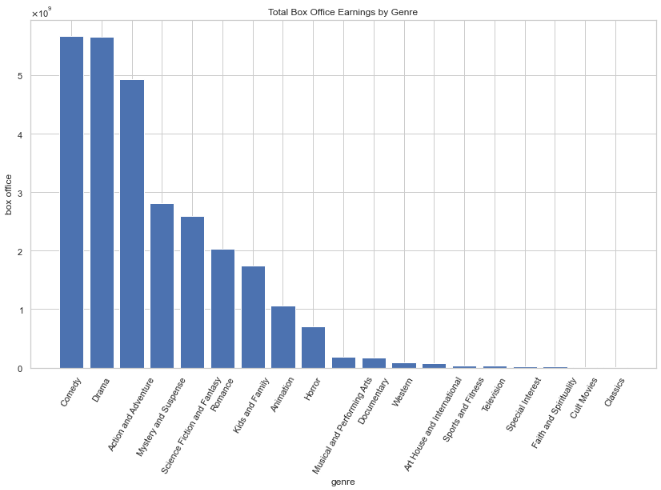 Total Box Office Earnings by Genre
×10⁹
5
4
3
2
1
0
box office
Comedy
Drama
Action and Adventure
Mystery and Suspense
Science Fiction and Fantasy
Romance
Kids and Family
Animation
Horror
Musical and Performing Arts
Documentary
Western
Art House and International
Sports and Fitness
Television
Special Interest
Faith and Spirituality
Cult Movies
Classics
genre